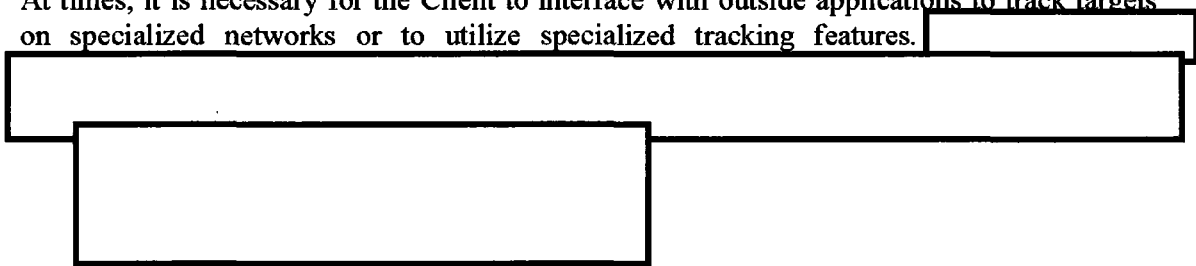 At times, it is necessary for the Client to interface with outside applications to track targets
on specialized networks or to utilize specialized tracking features.